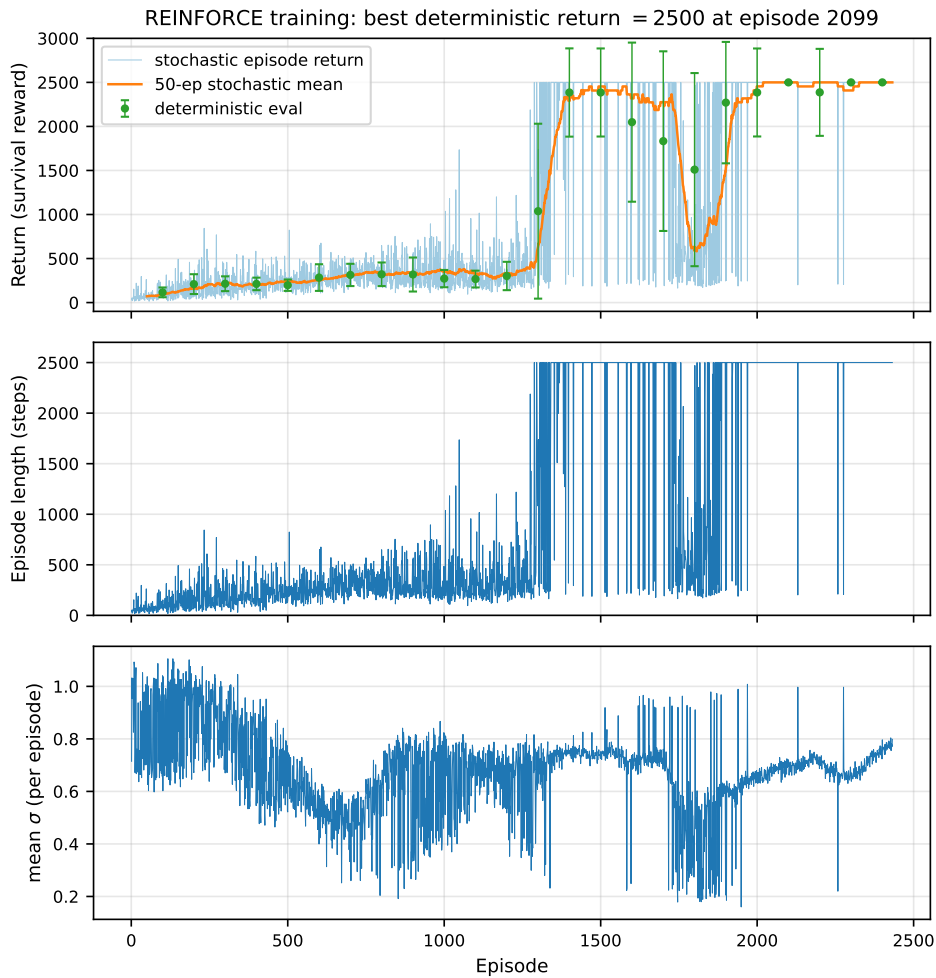 REINFORCE training: best deterministic return = 2500 at episode 2099
Return (survival reward)
3000
2500
2000
1500
1000
500
0
stochastic episode return
50-ep stochastic mean
deterministic eval
Episode length (steps)
2500
2000
1500
1000
500
0
mean σ (per episode)
1.0
0.8
0.6
0.4
0.2
0 500 1000 1500 2000 2500
Episode